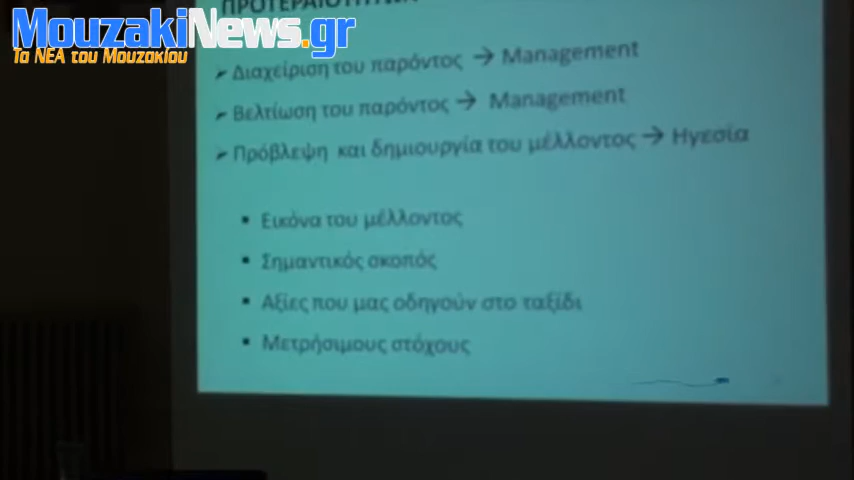 MouzakiNews.gr
Τα ΝΕΑ του Μουζακίου
➢ Διαχείριση του παρόντος → Management
➢ Βελτίωση του παρόντος → Management
➢ Πρόβλεψη και δημιουργία του μέλλοντος → Ηγεσία
▪ Εικόνα του μέλλοντος
▪ Σημαντικός σκοπός
▪ Αξίες που μας οδηγούν στο ταξίδι
▪ Μετρήσιμους στόχους